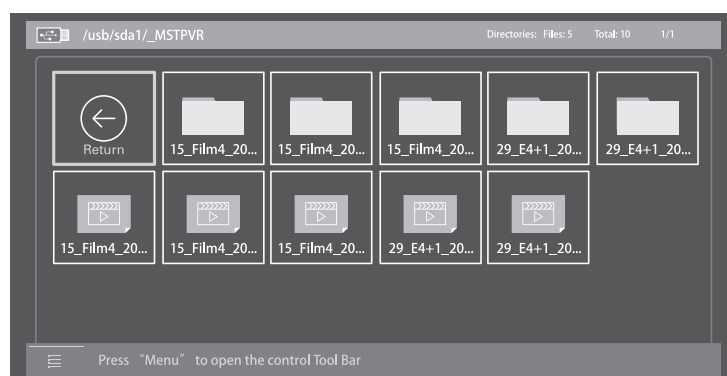 /usb/sda1/_MSTPVR Directories: Files: 5 Total: 10 1/1
Return 15_Film4_20... 15_Film4_20... 15_Film4_20... 29_E4+1_20... 29_E4+1_20...
15_Film4_20... 15_Film4_20... 15_Film4_20... 29_E4+1_20... 29_E4+1_20...
Press “Menu” to open the control Tool Bar